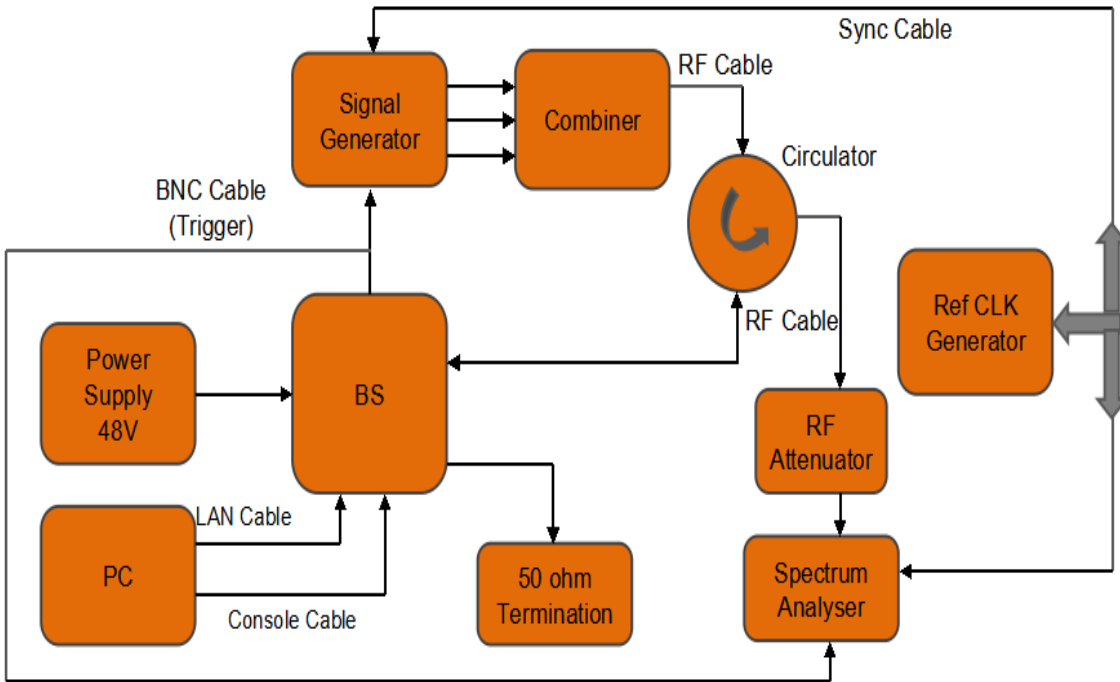 Sync Cable
RF Cable
Signal
Generator
Combiner
Circulator
BNC Cable
(Trigger)
Ref CLK
Generator
RF Cable
Power
Supply
48V
BS
RF
Attenuator
LAN Cable
PC
50 ohm
Termination
Spectrum
Analyser
Console Cable